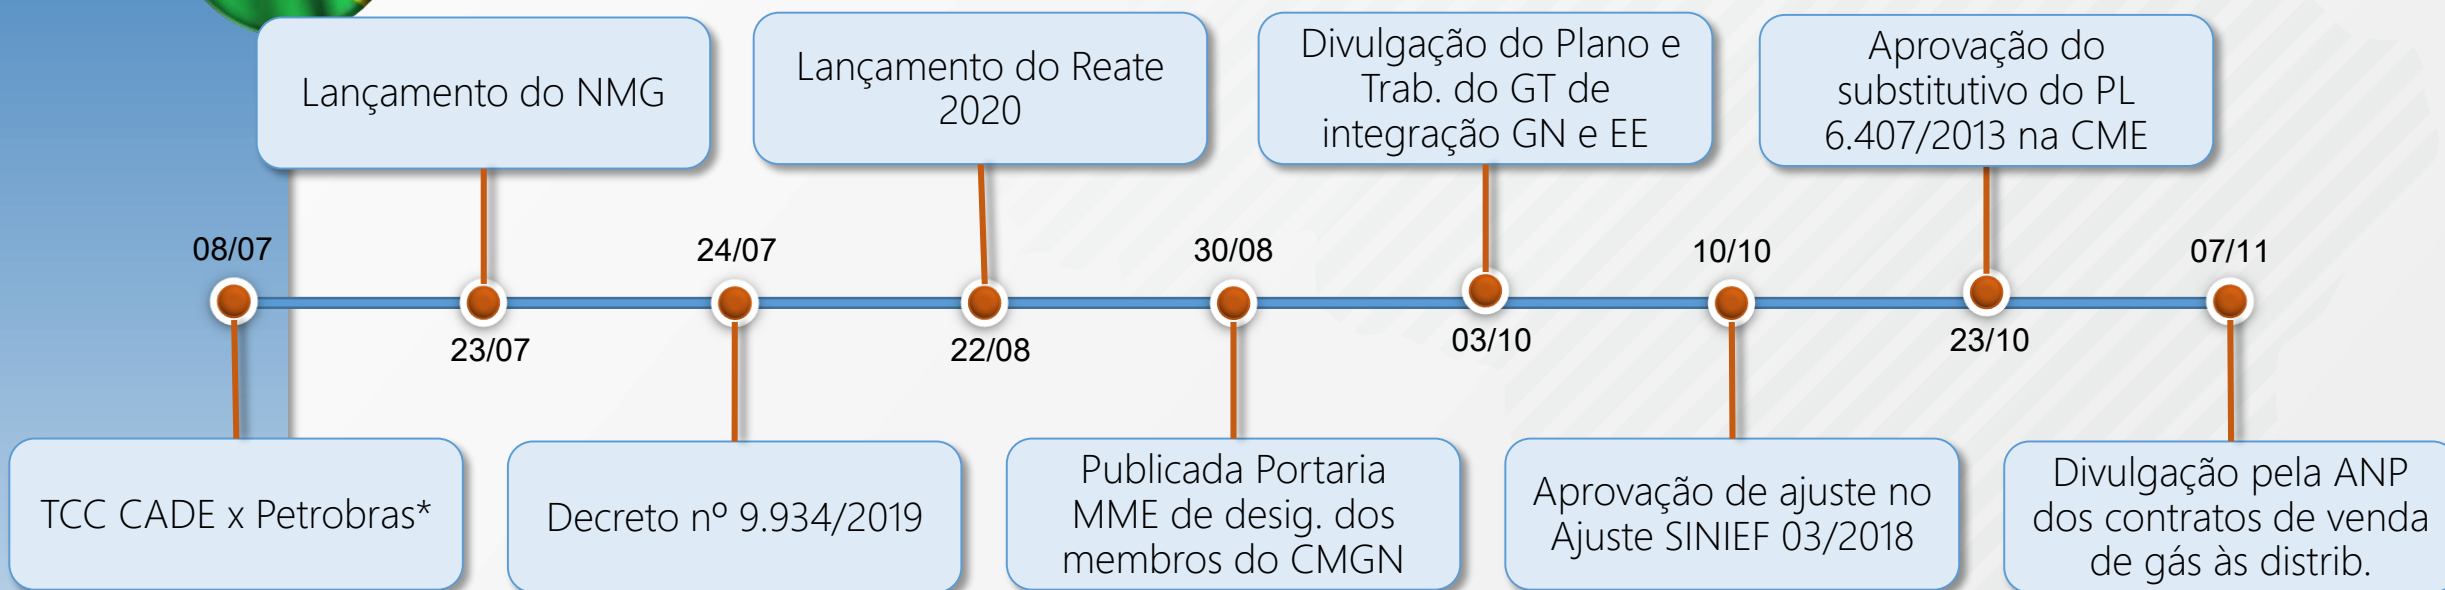 Lançamento do NMG
Lançamento do Reate
2020
Divulgação do Plano e
Trab. do GT de
integração GN e EE
Aprovação do
substitutivo do PL
6.407/2013 na CME
08/07
24/07
30/08
10/10
07/11
23/07
22/08
03/10
23/10
TCC CADE x Petrobras*
Decreto nº 9.934/2019
Publicada Portaria
MME de desig. dos
membros do CMGN
Aprovação de ajuste no
Ajuste SINIEF 03/2018
Divulgação pela ANP
dos contratos de venda
de gás às distrib.